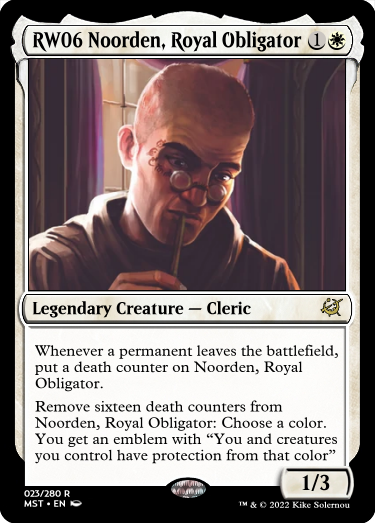 RW06 Noorden, Royal Obligator 1
Legendary Creature — Cleric
Whenever a permanent leaves the battlefield,
put a death counter on Noorden, Royal
Obligator.
Remove sixteen death counters from
Noorden, Royal Obligator: Choose a color.
You get an emblem with “You and creatures
you control have protection from that color”
1/3
023/280 R
MST • EN
™ & © 2022 Kike Solernou